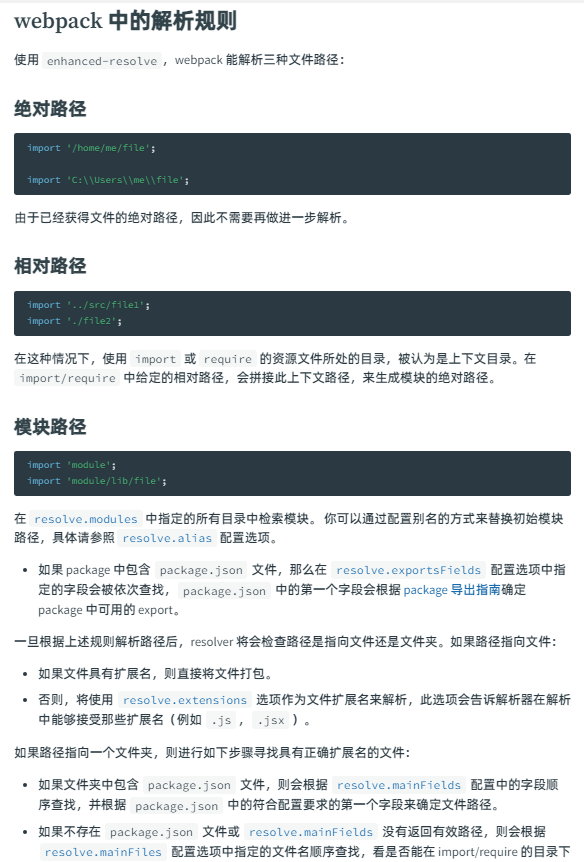 webpack 中的解析规则
使用 enhanced-resolve ，webpack 能解析三种文件路径：
绝对路径
import '/home/me/file';
import 'C:\\Users\\me\\file';
由于已经获得文件的绝对路径，因此不需要再做进一步解析。
相对路径
import '../src/file1';
import './file2';
在这种情况下，使用 import 或 require 的资源文件所处的目录，被认为是上下文目录。在
import/require 中给定的相对路径，会拼接此上下文路径，来生成模块的绝对路径。
模块路径
import 'module';
import 'module/lib/file';
在 resolve.modules 中指定的所有目录中检索模块。 你可以通过配置别名的方式来替换初始模块
路径，具体请参照 resolve.alias 配置选项。
• 如果 package 中包含 package.json 文件，那么在 resolve.exportsFields 配置选项中指
定的字段会被依次查找， package.json 中的第一个字段会根据 package 导出指南确定
package 中可用的 export。
一旦根据上述规则解析路径后，resolver 将会检查路径是指向文件还是文件夹。如果路径指向文件：
• 如果文件具有扩展名，则直接将文件打包。
• 否则，将使用 resolve.extensions 选项作为文件扩展名来解析，此选项会告诉解析器在解析
中能够接受那些扩展名（例如 .js ， .jsx ）。
如果路径指向一个文件夹，则进行如下步骤寻找具有正确扩展名的文件：
• 如果文件夹中包含 package.json 文件，则会根据 resolve.mainFields 配置中的字段顺
序查找，并根据 package.json 中的符合配置要求的第一个字段来确定文件路径。
• 如果不存在 package.json 文件或 resolve.mainFields 没有返回有效路径，则会根据
resolve.mainFiles 配置选项中指定的文件名顺序查找，看是否能在 import/require 的目录下